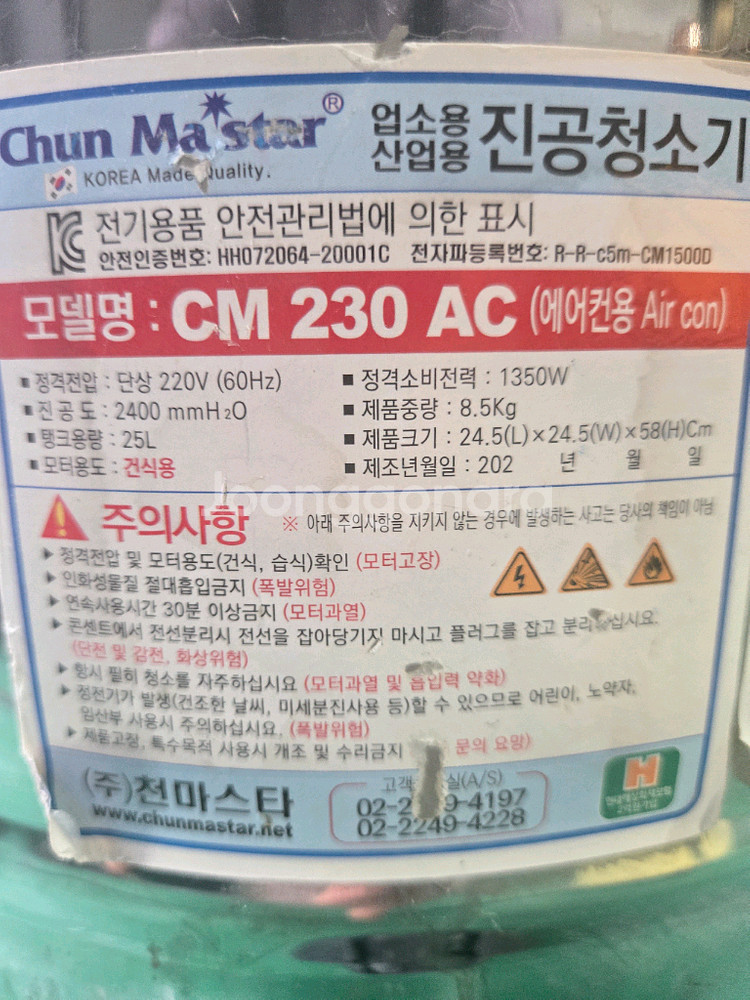 Chun Mastar®
KOREA Made Quality.
업소용
산업용
진공청소기
전기용품 안전관리법에 의한 표시
안전인증번호: HH072064-20001C 전자파등록번호: R-R-c5m-CM1500D
모델명 : CM 230 AC (에어컨용 Air con)
■ 정격전압 : 단상 220V (60Hz)
■ 진 공 도 : 2400 mmH₂O
■ 탱크용량 : 25L
■ 모터용도 : 건식용
■ 정격소비전력 : 1350W
■ 제품중량 : 8.5Kg
■ 제품크기 : 24.5(L)×24.5(W)×58(H)Cm
■ 제조년월일 : 202 년 월 일
Joonggonara
주의사항 ※ 아래 주의사항을 지키지 않는 경우에 발생하는 사고는 당사의 책임이 아님
▶ 정격전압 및 모터용도(건식, 습식)확인 (모터고장)
▶ 인화성물질 절대흡입금지 (폭발위험)
▶ 연속사용시간 30분 이상금지 (모터과열)
▶ 콘센트에서 전선분리시 전선을 잡아당기지 마시고 플러그를 잡고 분리 십시요.
(단전 및 감전, 화상위험)
▶ 항시 필히 청소를 자주하십시요 (모터과열 및 흡입력 약화)
▶ 정전기가 발생(건조한 날씨, 미세분진사용 등)할 수 있으므로 어린이, 노약자,
임산부 사용시 주의하십시요. (폭발위험)
▶ 제품고장, 특수목적 사용시 개조 및 수리금지 문의 요망)
(주)천마스타
www.chunmastar.net
고객 실(A/S)
02-2 9-4197
02-2249-4228
H